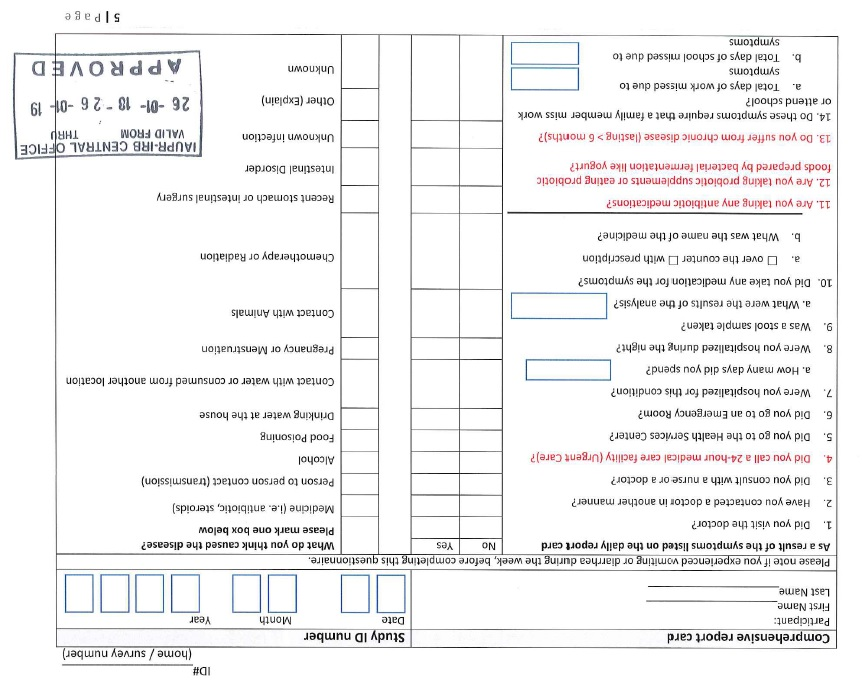 ID#
(home / survey number)
Comprehensive report card
Study ID number
Participant:
First Name
Last Name
Date Month Year
Please note if you experienced vomiting or diarrhea during the week, before completing this questionnaire.
As a result of the symptoms listed on the daily report card
No Yes
1. Did you visit the doctor?
2. Have you contacted a doctor in another manner?
3. Did you consult with a nurse or a doctor?
4. Did you call a 24-hour medical care facility (Urgent Care)?
5. Did you go to the Health Services Center?
6. Did you go to an Emergency Room?
7. Were you hospitalized for this condition?
a. How many days did you spend?
8. Were you hospitalized during the night?
9. Was a stool sample taken?
a. What were the results of the analysis?
10. Did you take any medication for the symptoms?
a. ☐ over the counter ☐ with prescription
b. What was the name of the medicine?
11. Are you taking any antibiotic medications?
12. Are you taking probiotic supplements or eating probiotic
foods prepared by bacterial fermentation like yogurt?
13. Do you suffer from chronic disease (lasting > 6 months)?
14. Do these symptoms require that a family member miss work
or attend school?
a. Total days of work missed due to
symptoms
b. Total days of school missed due to
symptoms
What do you think caused the disease?
Please mark one box below
Medicine (i.e. antibiotic, steroids)
Person to person contact (transmission)
Alcohol
Food Poisoning
Drinking water at the house
Contact with water or consumed from another location
Pregnancy or Menstruation
Contact with Animals
Chemotherapy or Radiation
Recent stomach or intestinal surgery
Intestinal Disorder
Unknown infection
Other (Explain)
Unknown
IAUPR-IRB CENTRAL OFFICE
VALID FROM THRU
26 -01- 18 - 26 -01- 19
APPROVED
5 | Page